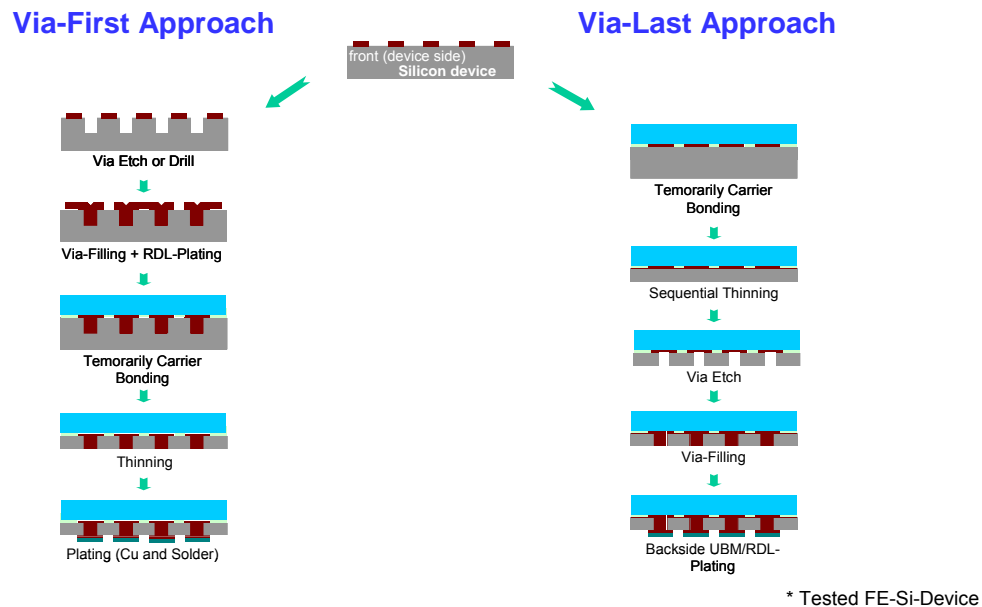 Via-First Approach
Via-Last Approach
front (device side)
Silicon device
Via Etch or Drill
Via-Filling + RDL-Plating
Temorarily Carrier
Bonding
Thinning
Plating (Cu and Solder)
Temorarily Carrier
Bonding
Sequential Thinning
Via Etch
Via-Filling
Backside UBM/RDL-
Plating
* Tested FE-Si-Device